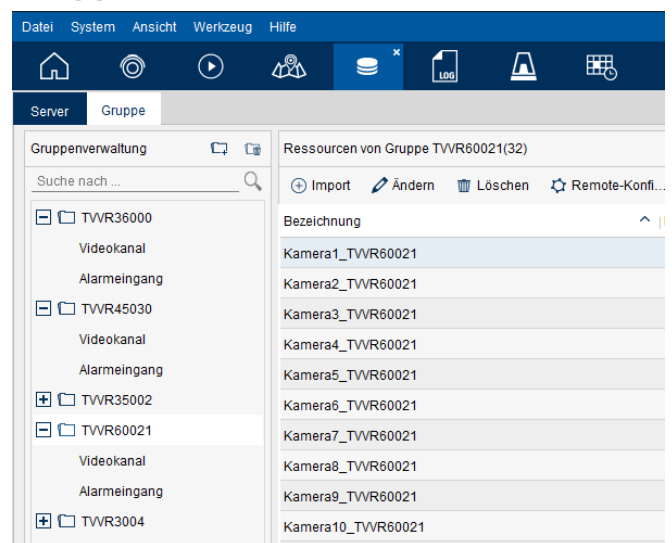 Datei System Ansicht Werkzeug Hilfe
LOG
Server Gruppe
Gruppenverwaltung
Suche nach ...
TVVR36000
Videokanal
Alarmeingang
TVVR45030
Videokanal
Alarmeingang
TVVR35002
TVVR60021
Videokanal
Alarmeingang
TVVR3004
Ressourcen von Gruppe TVVR60021(32)
Import Ändern Löschen Remote-Konfi...
Bezeichnung
Kamera1_TVVR60021
Kamera2_TVVR60021
Kamera3_TVVR60021
Kamera4_TVVR60021
Kamera5_TVVR60021
Kamera6_TVVR60021
Kamera7_TVVR60021
Kamera8_TVVR60021
Kamera9_TVVR60021
Kamera10_TVVR60021